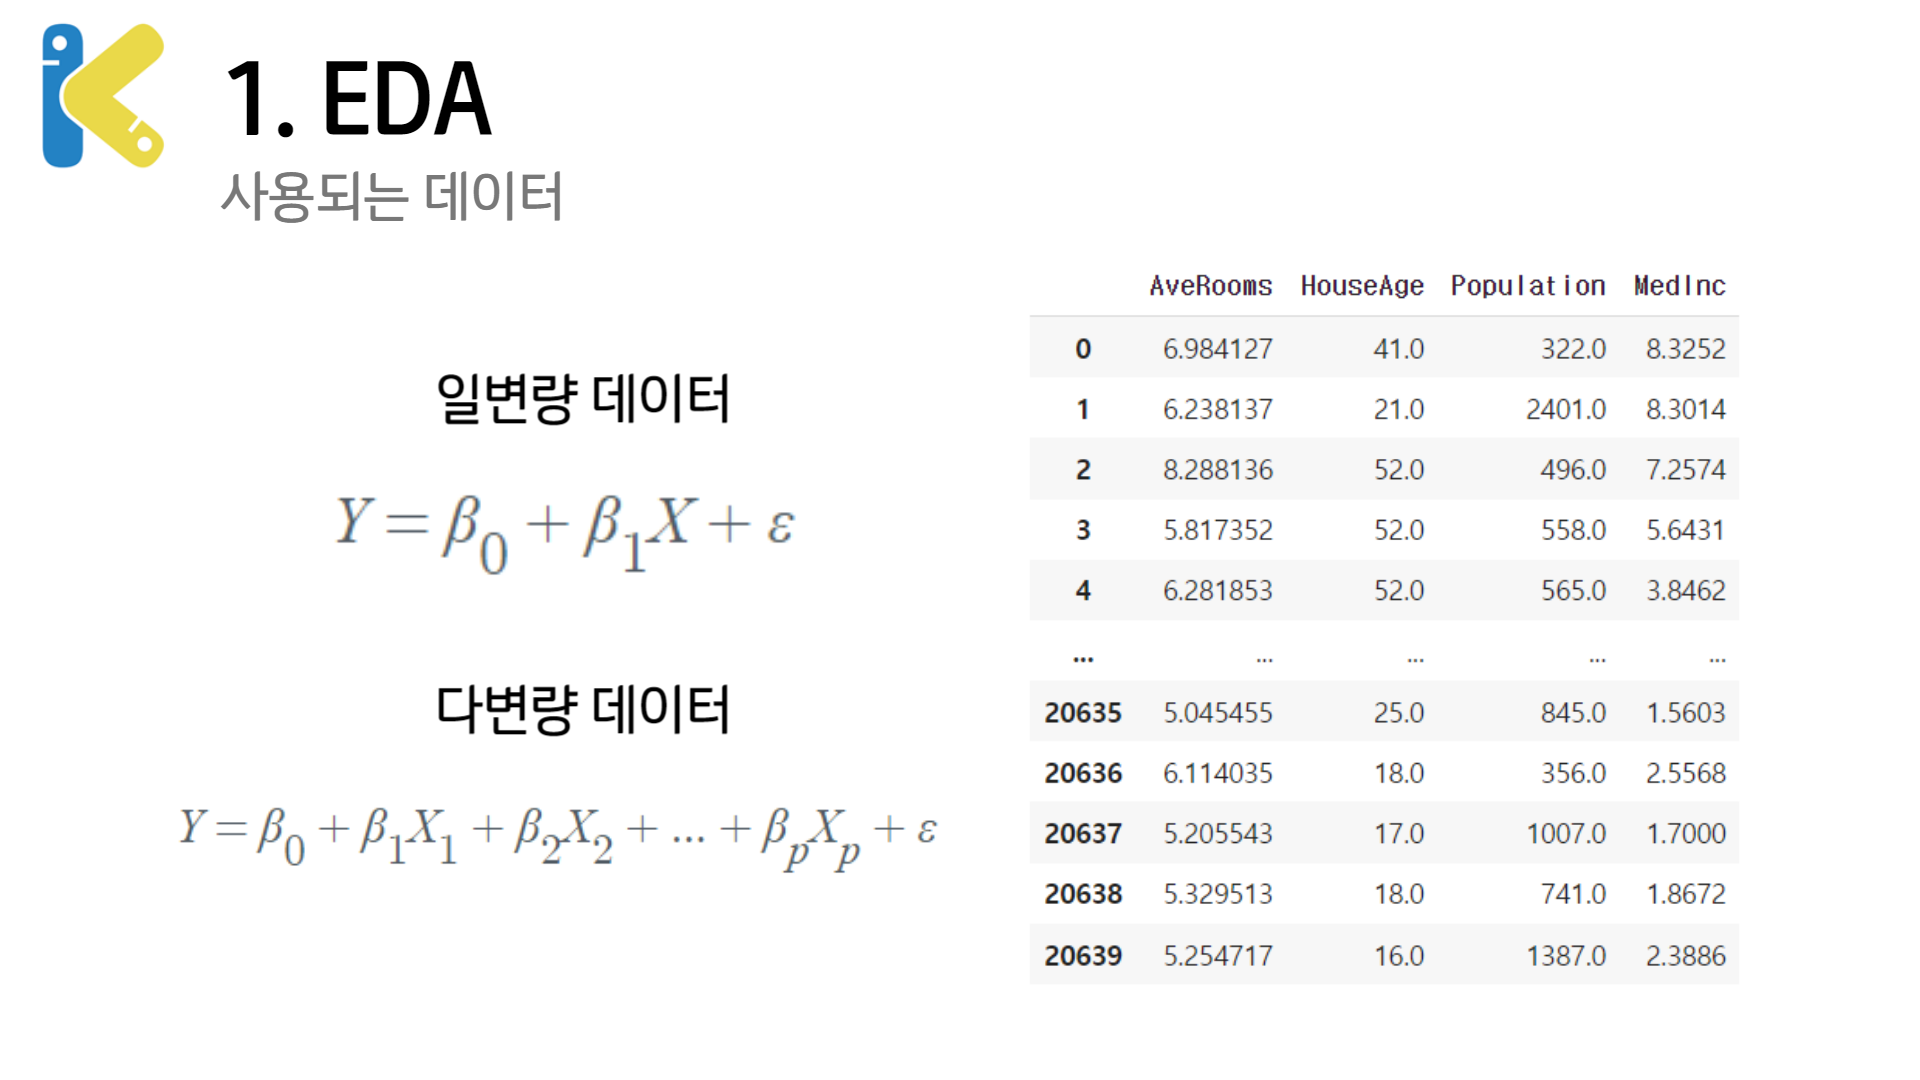 1. EDA
사용되는 데이터
일변량 데이터
Y = β₀ + β₁X + ε
다변량 데이터
Y = β₀ + β₁X₁ + β₂X₂ + ... + βₚXₚ + ε
AveRooms HouseAge Population MedInc
0 6.984127 41.0 322.0 8.3252
1 6.238137 21.0 2401.0 8.3014
2 8.288136 52.0 496.0 7.2574
3 5.817352 52.0 558.0 5.6431
4 6.281853 52.0 565.0 3.8462
... ... ... ... ...
20635 5.045455 25.0 845.0 1.5603
20636 6.114035 18.0 356.0 2.5568
20637 5.205543 17.0 1007.0 1.7000
20638 5.329513 18.0 741.0 1.8672
20639 5.254717 16.0 1387.0 2.3886